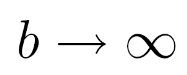 b → ∞